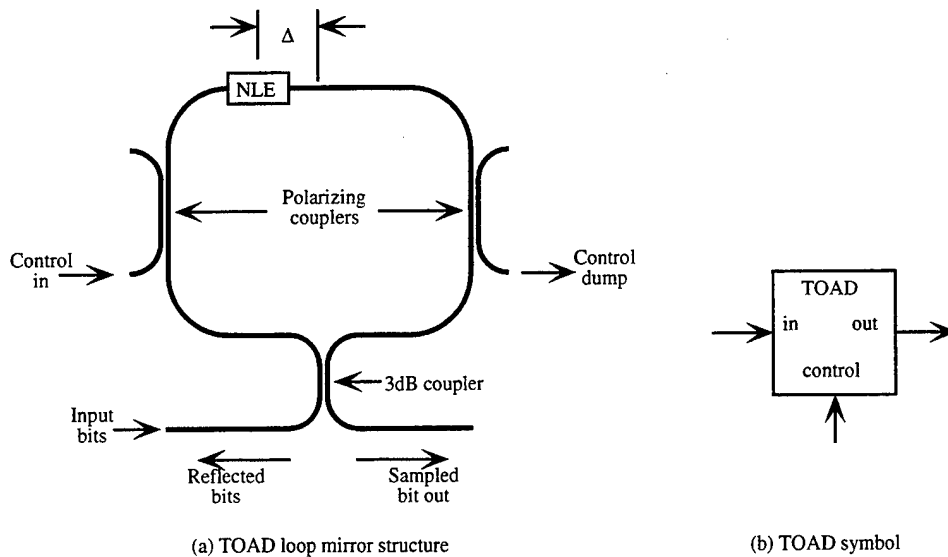 Δ
NLE
Polarizing
couplers
Control
in
Control
dump
TOAD
in out
control
3dB coupler
Input
bits
Reflected
bits
Sampled
bit out
(a) TOAD loop mirror structure
(b) TOAD symbol